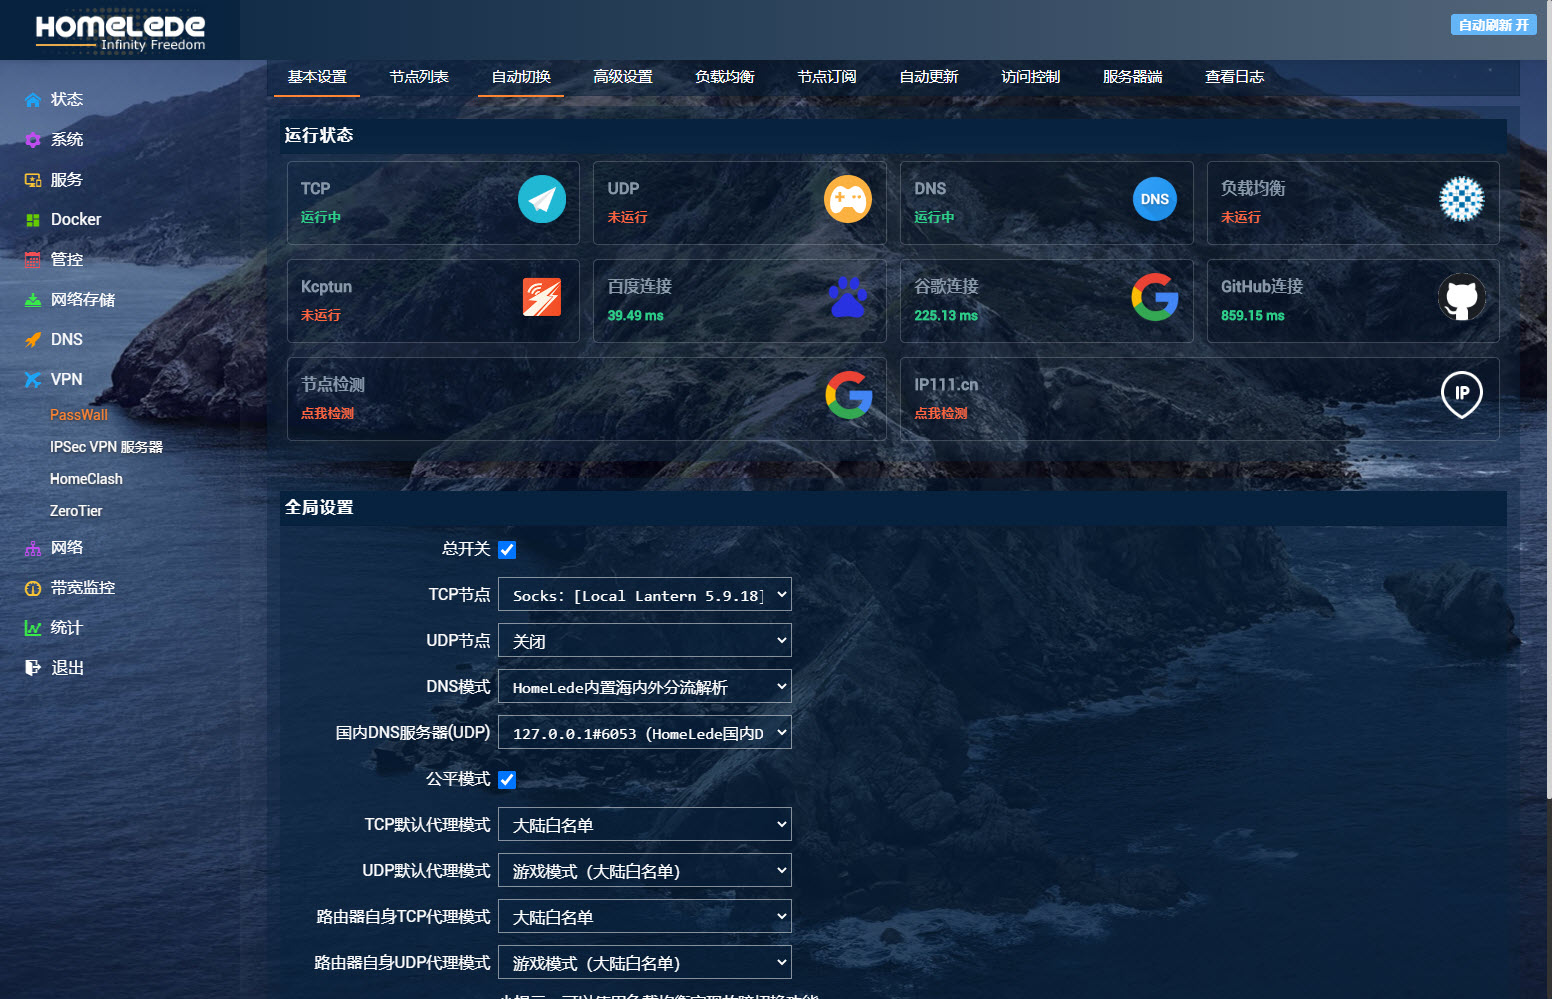 HOMELEDE
Infinity Freedom
自动刷新 开
状态
系统
服务
Docker
管控
网络存储
DNS
VPN
PassWall
IPSec VPN 服务器
HomeClash
ZeroTier
网络
带宽监控
统计
退出
基本设置 节点列表 自动切换 高级设置 负载均衡 节点订阅 自动更新 访问控制 服务器端 查看日志
运行状态
TCP
运行中
UDP
未运行
DNS
运行中
DNS
负载均衡
未运行
Kcptun
未运行
百度连接
39.49 ms
谷歌连接
225.13 ms
GitHub连接
859.15 ms
节点检测
点我检测
IP111.cn
点我检测
IP
全局设置
总开关
TCP节点 Socks: [Local Lantern 5.9.18]
UDP节点 关闭
DNS模式 HomeLede内置海内外分流解析
国内DNS服务器(UDP) 127.0.0.1#6053 (HomeLede国内D
公平模式
TCP默认代理模式 大陆白名单
UDP默认代理模式 游戏模式（大陆白名单）
路由器自身TCP代理模式 大陆白名单
路由器自身UDP代理模式 游戏模式（大陆白名单）